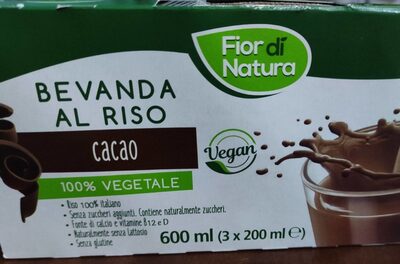 Fior di
Natura
BEVANDA
AL RISO
cacao
Vegan
100% VEGETALE
• Riso 100% italiano
• Senza zuccheri aggiunti. Contiene naturalmente zuccheri.
• Fonte di calcio e vitamine B12 e D
• Naturalmente senza lattosio
• Senza glutine
600 ml (3 x 200 ml ℮)